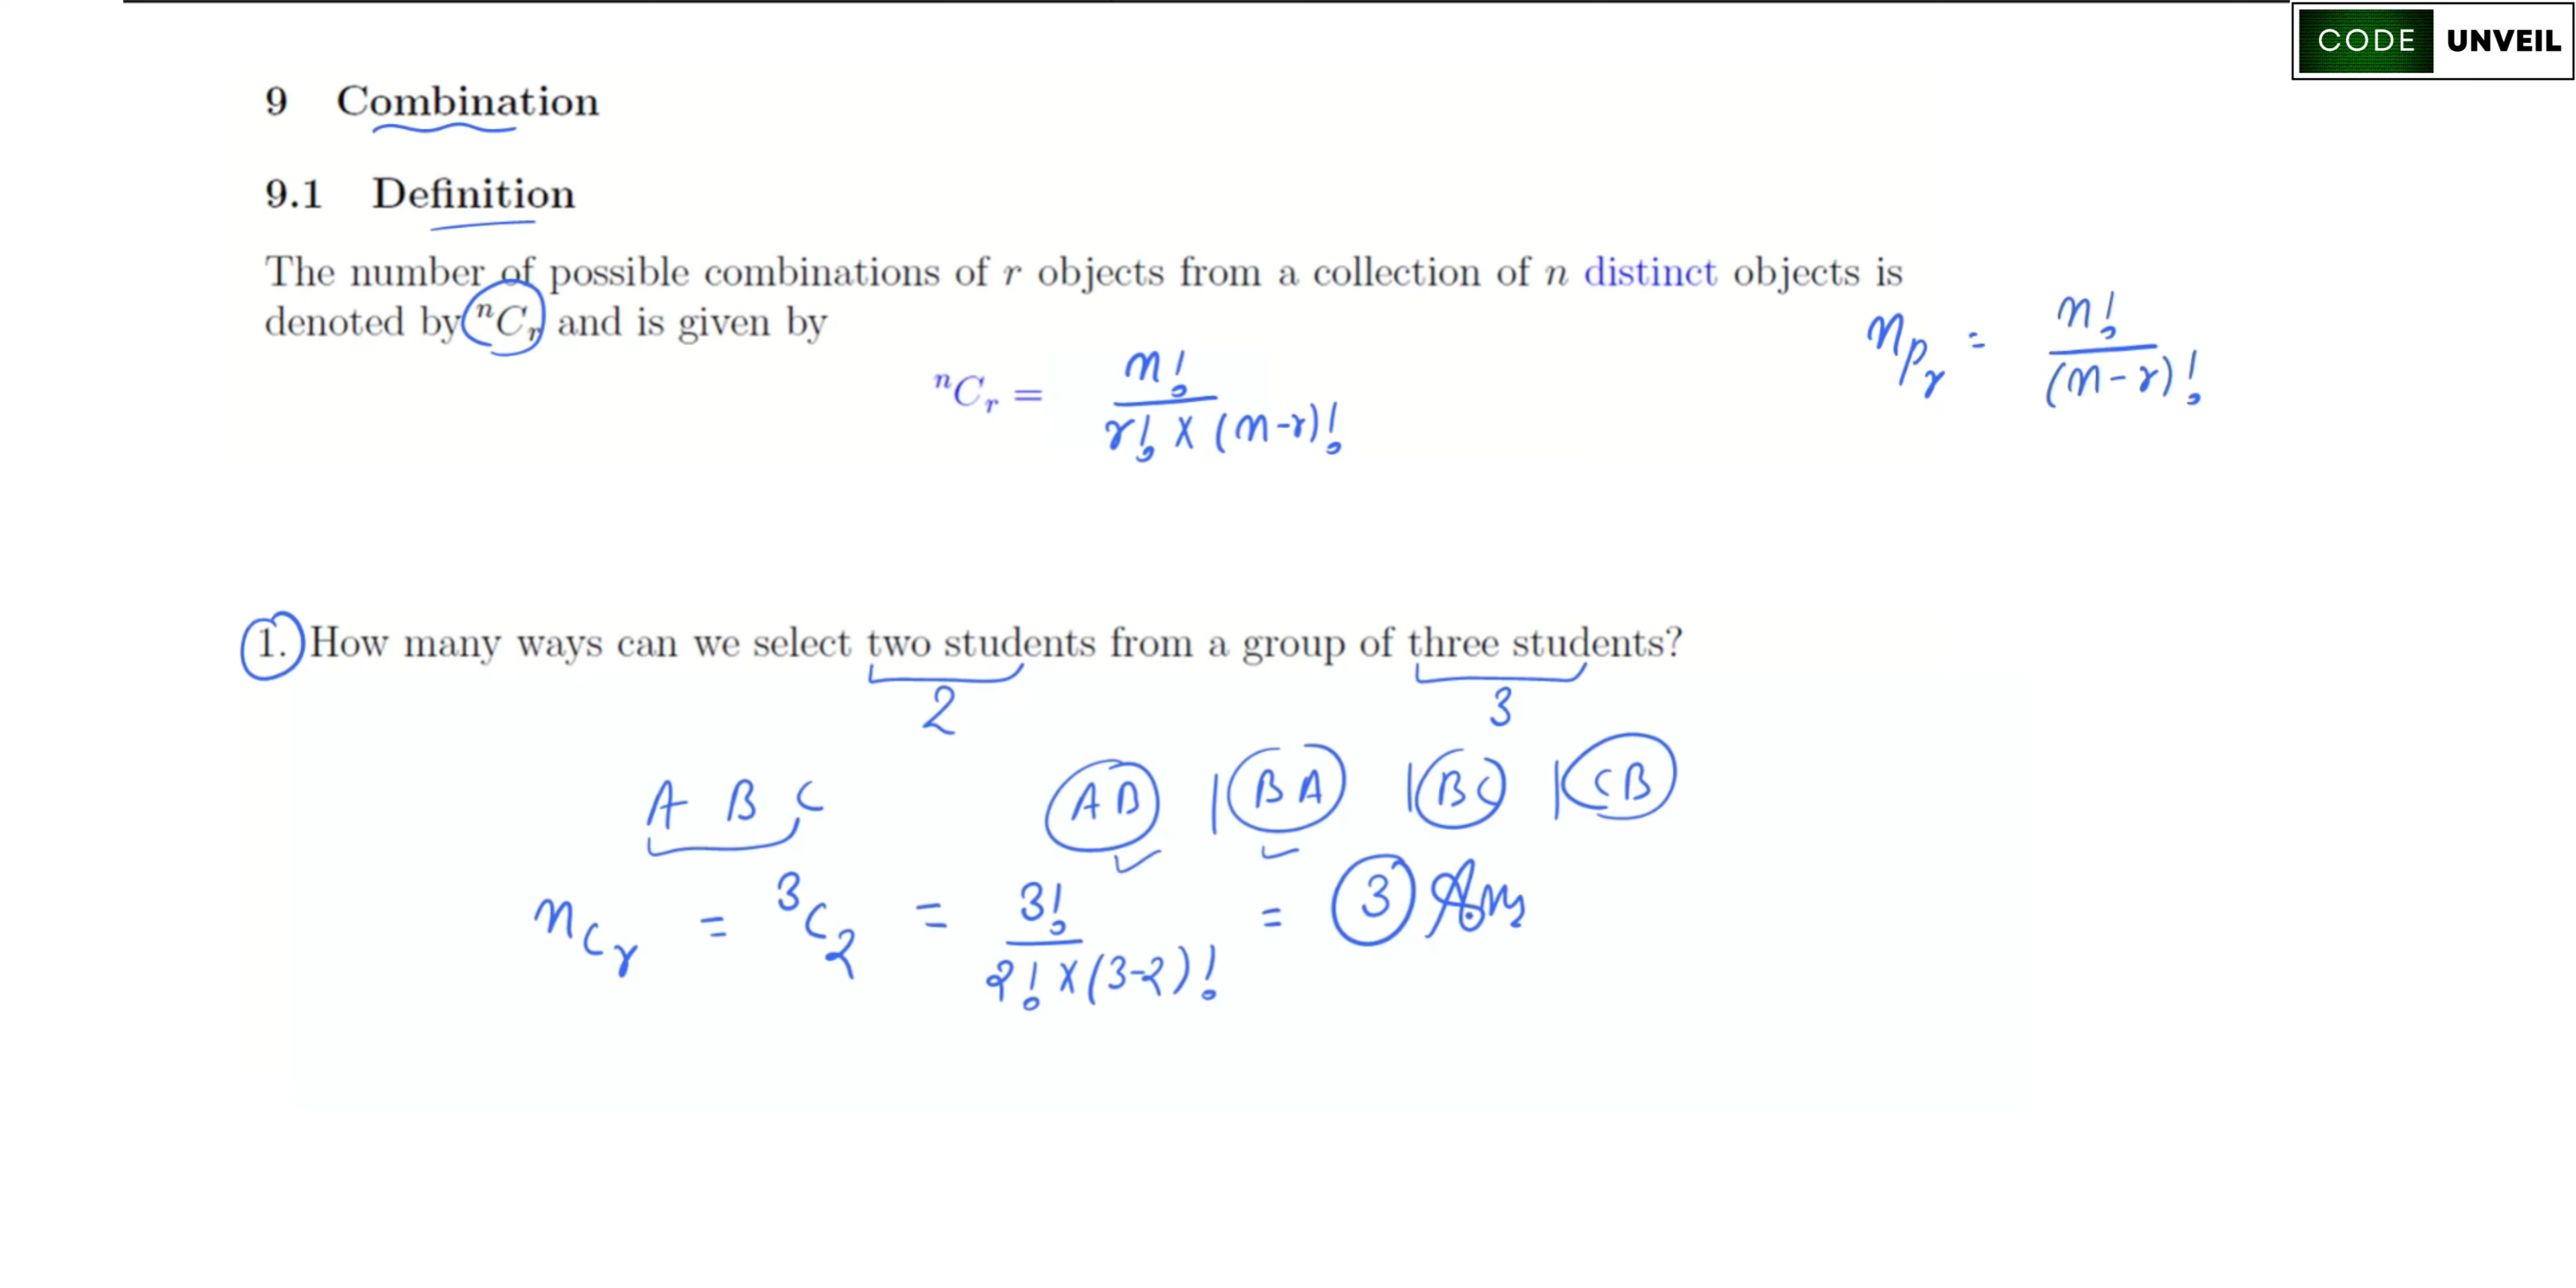 CODE UNVEIL
9 Combination
9.1 Definition
The number of possible combinations of r objects from a collection of n distinct objects is
denoted by ⁿCᵣ and is given by
ⁿCᵣ = n! / r! × (n-r)!
ⁿPᵣ = n! / (n-r)!
1. How many ways can we select two students from a group of three students?
2 3
A B C AB | BA | BC | CB
ⁿCᵣ = ³C₂ = 3! / 2! × (3-2)! = 3 Ans